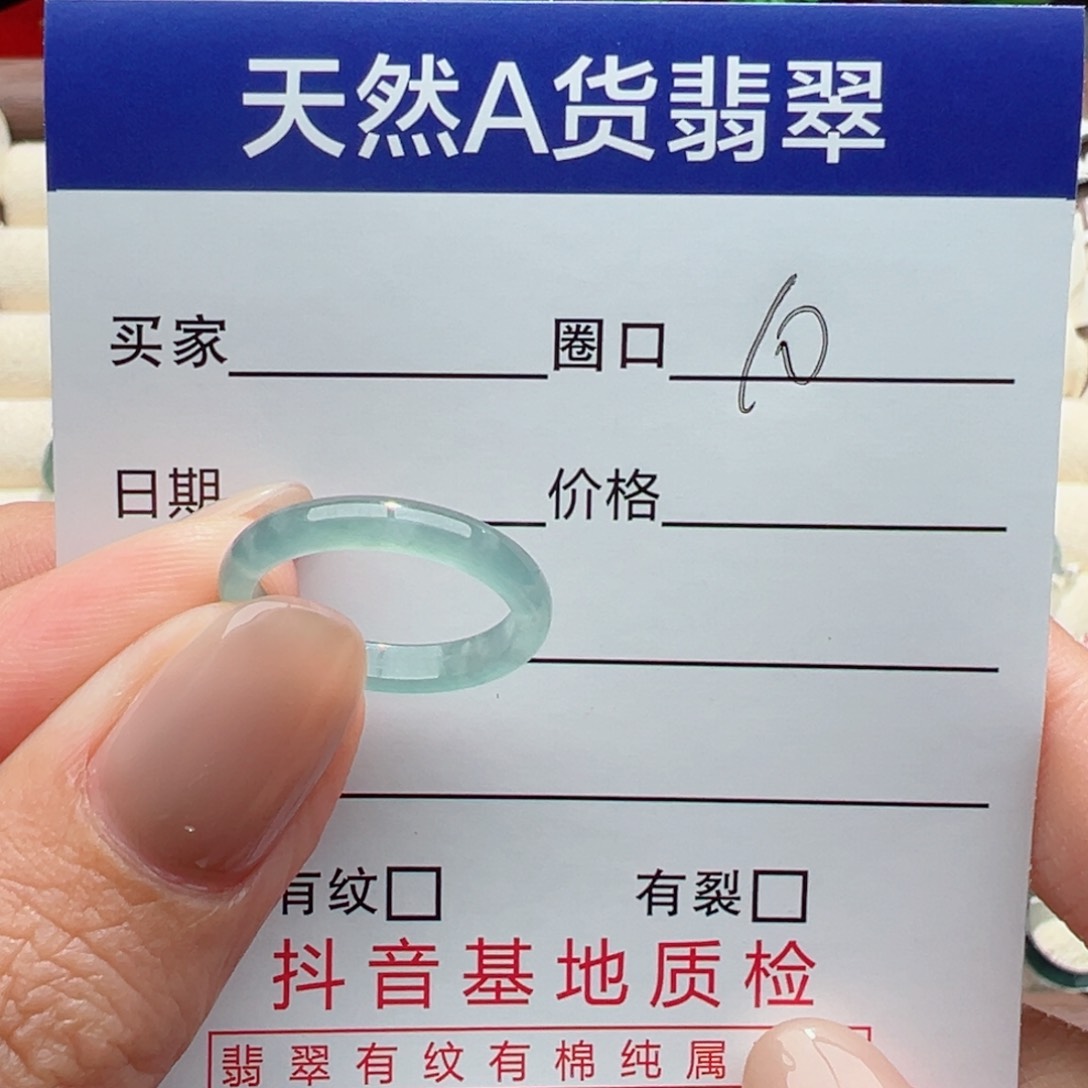 天然A货翡翠
买家 圈口 10
日期 价格
有纹 有裂
抖音基地质检
翡翠有纹有棉纯属